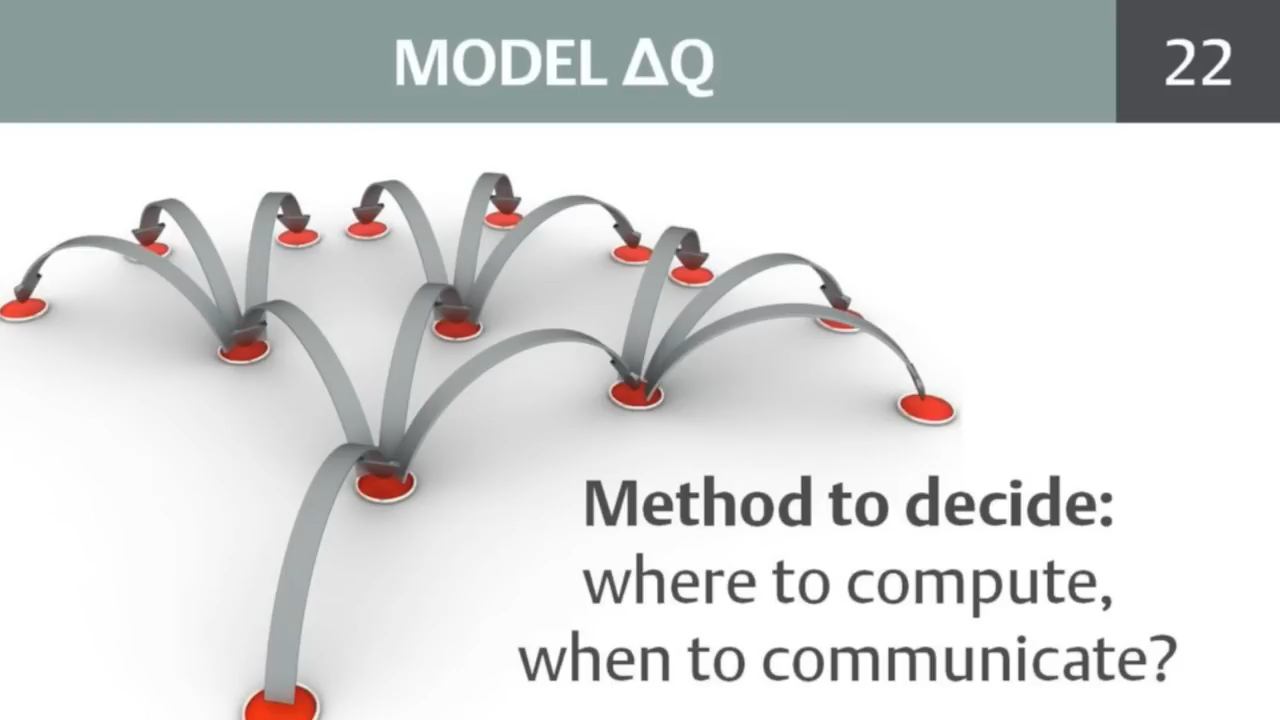 MODEL ΔQ
22
Method to decide:
where to compute,
when to communicate?